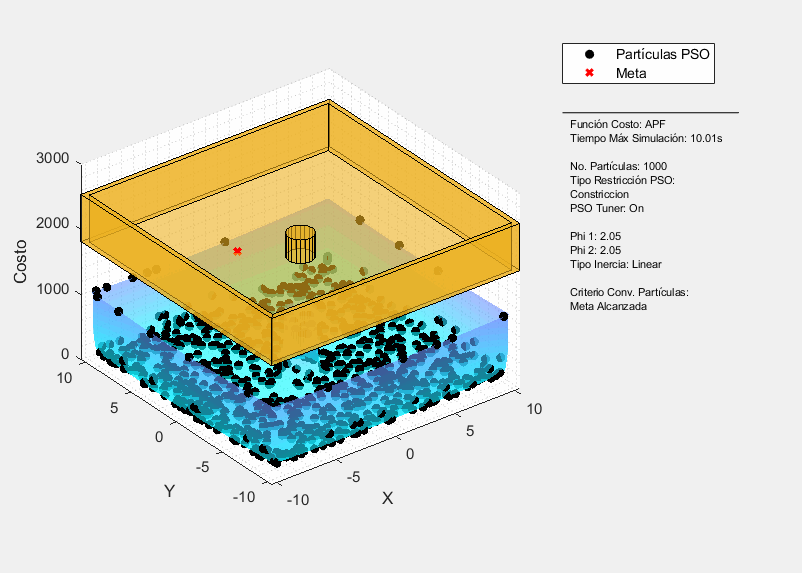 Partículas PSO
Meta
Función Costo: APF
Tiempo Máx Simulación: 10.01s
No. Partículas: 1000
Tipo Restricción PSO:
Constriccion
PSO Tuner: On
Phi 1: 2.05
Phi 2: 2.05
Tipo Inercia: Linear
Criterio Conv. Partículas:
Meta Alcanzada
Costo
3000
2000
1000
0
10
5
0
-5
-10
Y
-10
-5
0
5
10
X